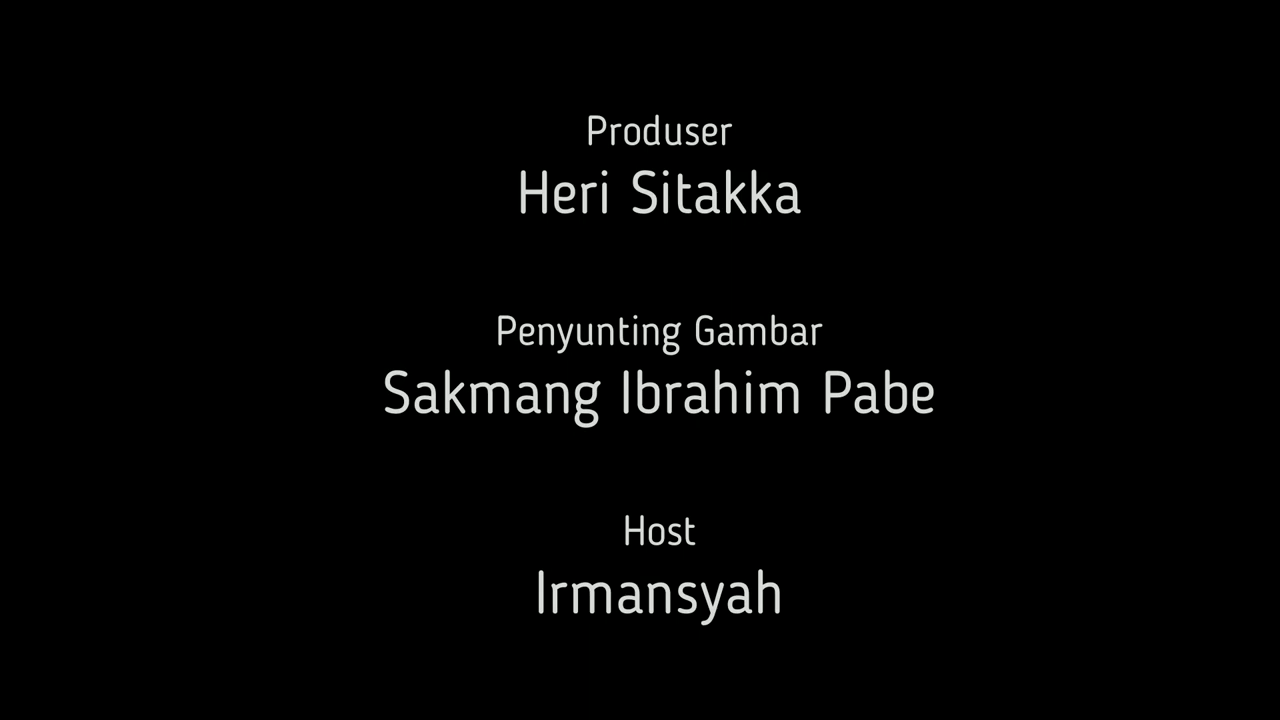 Produser
Heri Sitakka
Penyunting Gambar
Sakmang Ibrahim Pabe
Host
Irmansyah